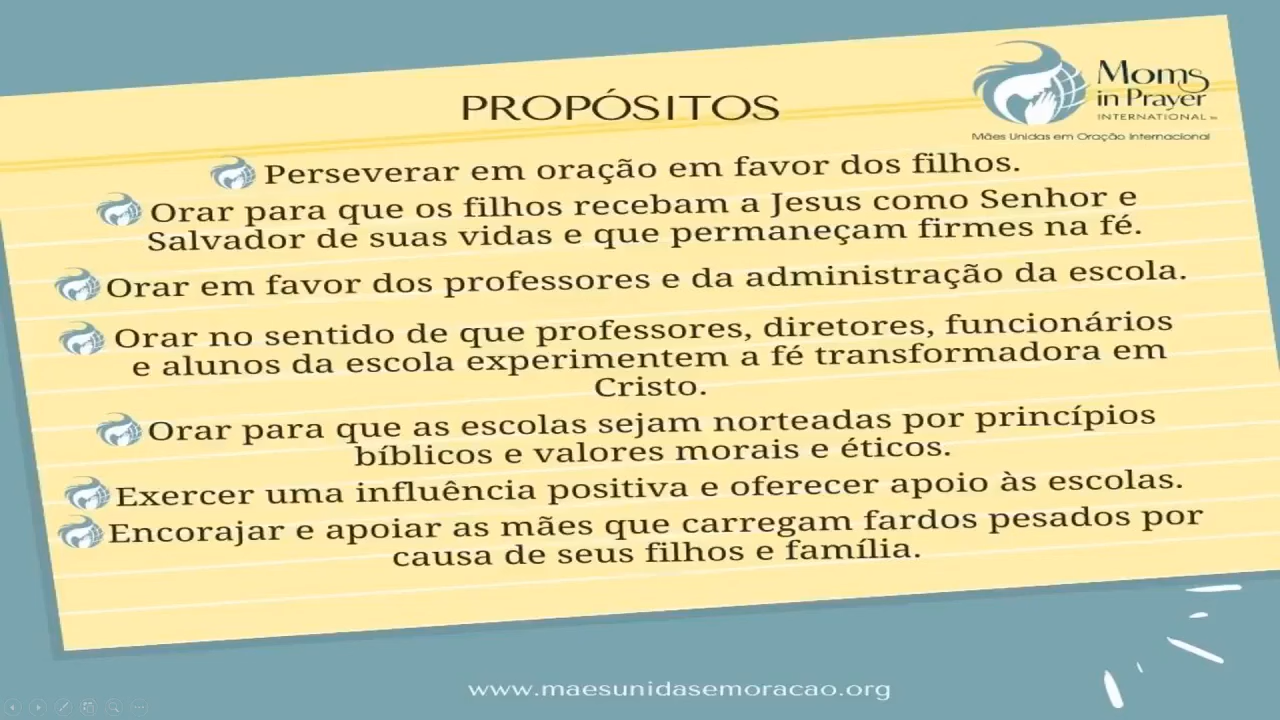 PROPÓSITOS
Moms
in Prayer
INTERNATIONAL
Mães Unidas em Oração Internacional
Perseverar em oração em favor dos filhos.
Orar para que os filhos recebam a Jesus como Senhor e
Salvador de suas vidas e que permaneçam firmes na fé.
Orar em favor dos professores e da administração da escola.
Orar no sentido de que professores, diretores, funcionários
e alunos da escola experimentem a fé transformadora em
Cristo.
Orar para que as escolas sejam norteadas por princípios
bíblicos e valores morais e éticos.
Exercer uma influência positiva e oferecer apoio às escolas.
Encorajar e apoiar as mães que carregam fardos pesados por
causa de seus filhos e família.
www.maesunidasemoracao.org